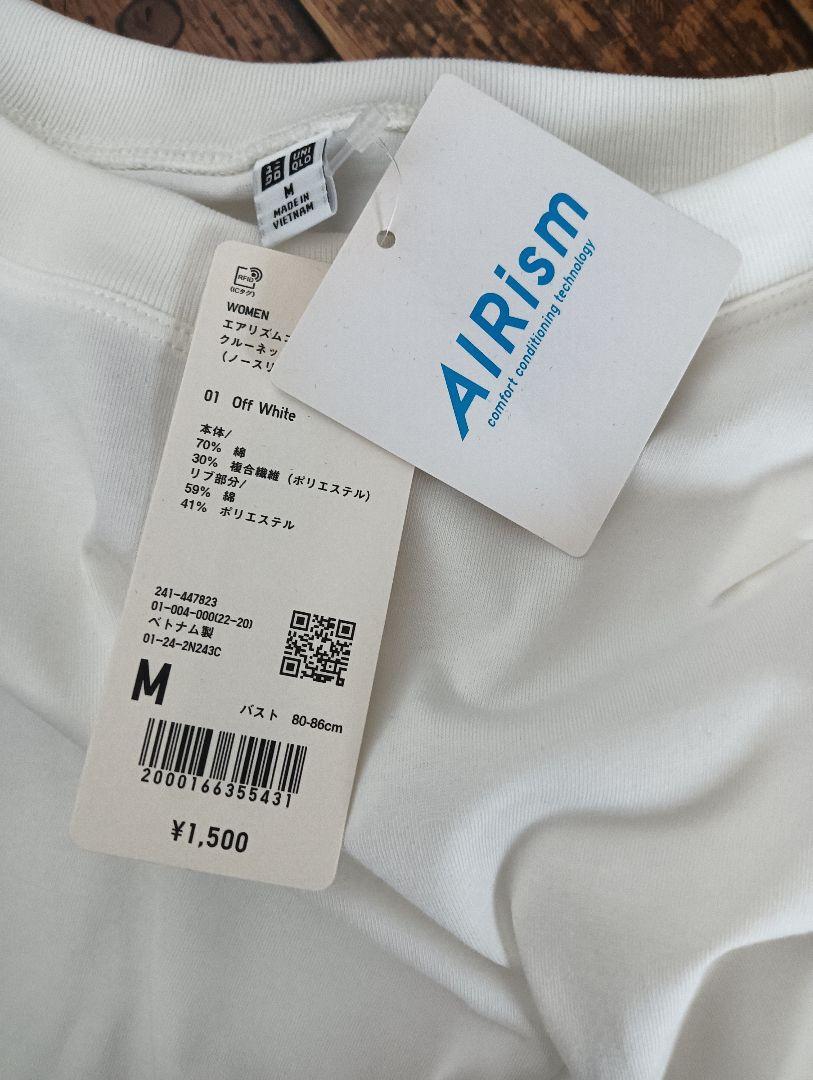 UNI
QLO
M
MADE IN
VIETNAM
AIRism
comfort conditioning technology
RFID
(ICタグ)
WOMEN
エアリズムコ
クルーネッ
(ノースリ
01 Off White
本体/
70% 綿
30% 複合繊維(ポリエステル)
リブ部分/
59% 綿
41% ポリエステル
241-447823
01-004-000(22-20)
ベトナム製
01-24-2N243C
M
バスト 80-86cm
2000166355431
¥1,500